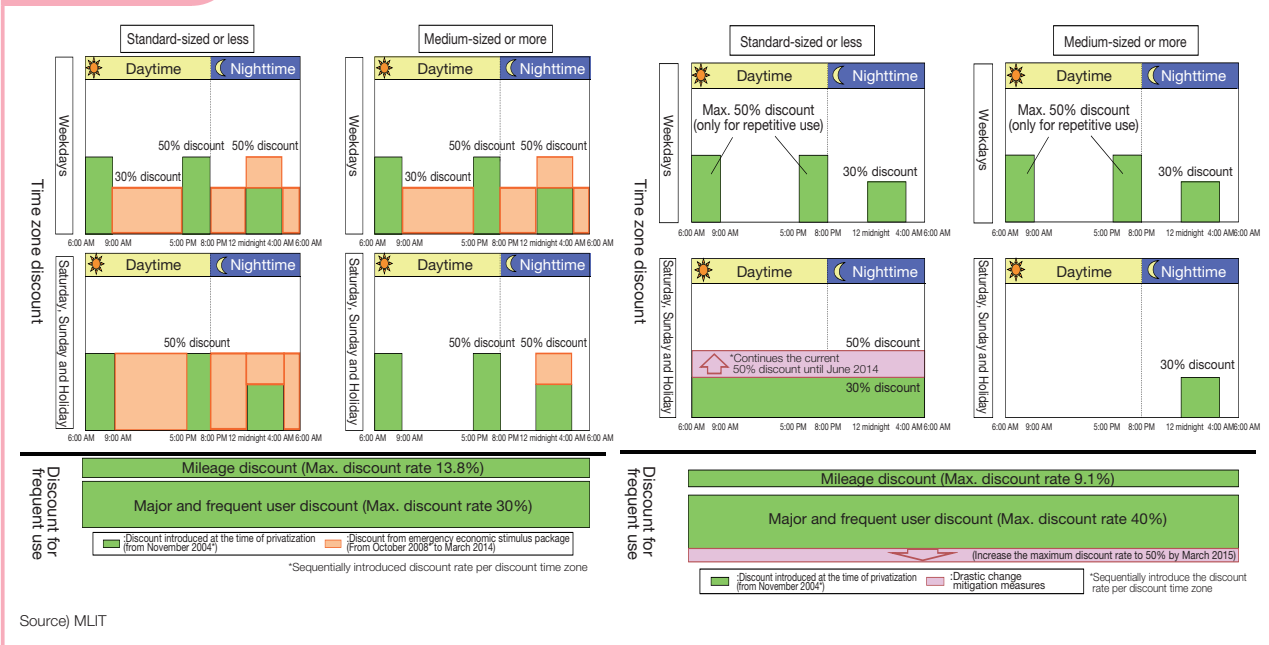 Standard-sized or less
Medium-sized or more
Time zone discount
Weekdays
Daytime
Nighttime
50% discount
50% discount
30% discount
6:00 AM 9:00 AM 5:00 PM 8:00 PM 12 midnight 4:00 AM 6:00 AM
Daytime
Nighttime
50% discount
50% discount
30% discount
6:00 AM 9:00 AM 5:00 PM 8:00 PM 12 midnight 4:00 AM 6:00 AM
Saturday, Sunday and Holiday
Daytime
Nighttime
50% discount
6:00 AM 9:00 AM 5:00 PM 8:00 PM 12 midnight 4:00 AM 6:00 AM
Daytime
Nighttime
50% discount
50% discount
6:00 AM 9:00 AM 5:00 PM 8:00 PM 12 midnight 4:00 AM 6:00 AM
Discount for
frequent use
Mileage discount (Max. discount rate 13.8%)
Major and frequent user discount (Max. discount rate 30%)
:Discount introduced at the time of privatization
(from November 2004*)
:Discount from emergency economic stimulus package
(From October 2008* to March 2014)
*Sequentially introduced discount rate per discount time zone
Standard-sized or less
Medium-sized or more
Time zone discount
Weekdays
Daytime
Nighttime
Max. 50% discount
(only for repetitive use)
30% discount
6:00 AM 9:00 AM 5:00 PM 8:00 PM 12 midnight 4:00 AM 6:00 AM
Weekdays
Daytime
Nighttime
Max. 50% discount
(only for repetitive use)
30% discount
6:00 AM 9:00 AM 5:00 PM 8:00 PM 12 midnight 4:00 AM6:00 AM
Saturday, Sunday and Holiday
Daytime
Nighttime
50% discount
*Continues the current
50% discount until June 2014
30% discount
6:00 AM 9:00 AM 5:00 PM 8:00 PM 12 midnight 4:00 AM 6:00 AM
Saturday, Sunday and Holiday
Daytime
Nighttime
30% discount
6:00 AM 9:00 AM 5:00 PM 8:00 PM 12 midnight 4:00 AM6:00 AM
Discount for
frequent use
Mileage discount (Max. discount rate 9.1%)
Major and frequent user discount (Max. discount rate 40%)
(Increase the maximum discount rate to 50% by March 2015)
:Discount introduced at the time of privatization
(from November 2004*)
:Drastic change
mitigation measures
*Sequentially introduce the discount
rate per discount time zone
Source) MLIT